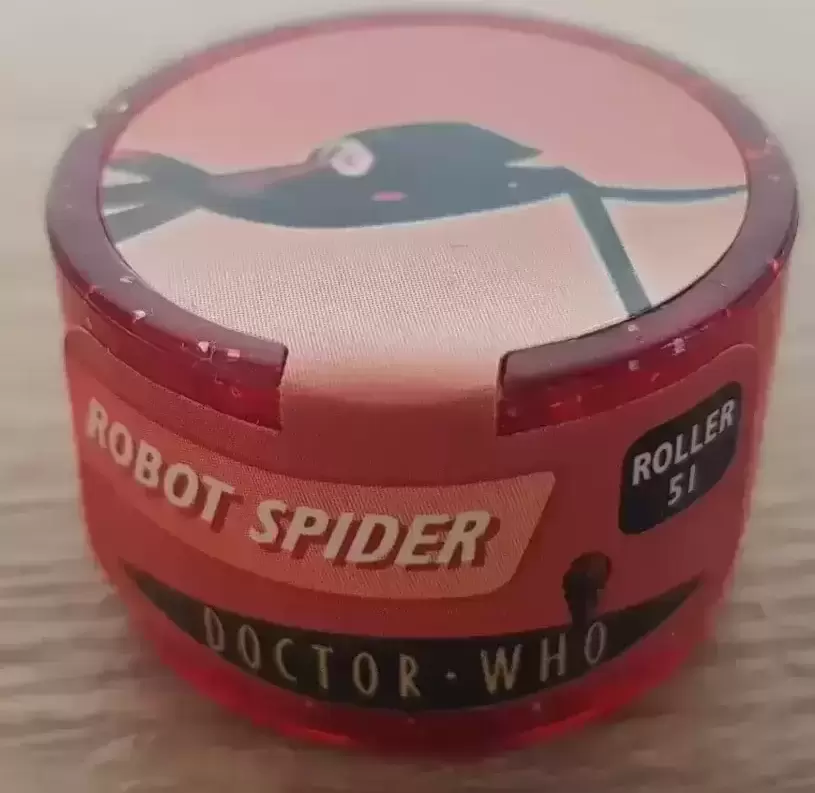 ROBOT SPIDER
ROLLER
51
DOCTOR · WHO